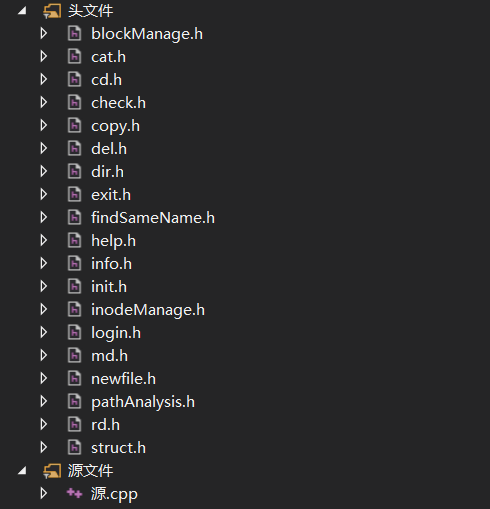 头文件
blockManage.h
cat.h
cd.h
check.h
copy.h
del.h
dir.h
exit.h
findSameName.h
help.h
info.h
init.h
inodeManage.h
login.h
md.h
newfile.h
pathAnalysis.h
rd.h
struct.h
源文件
源.cpp